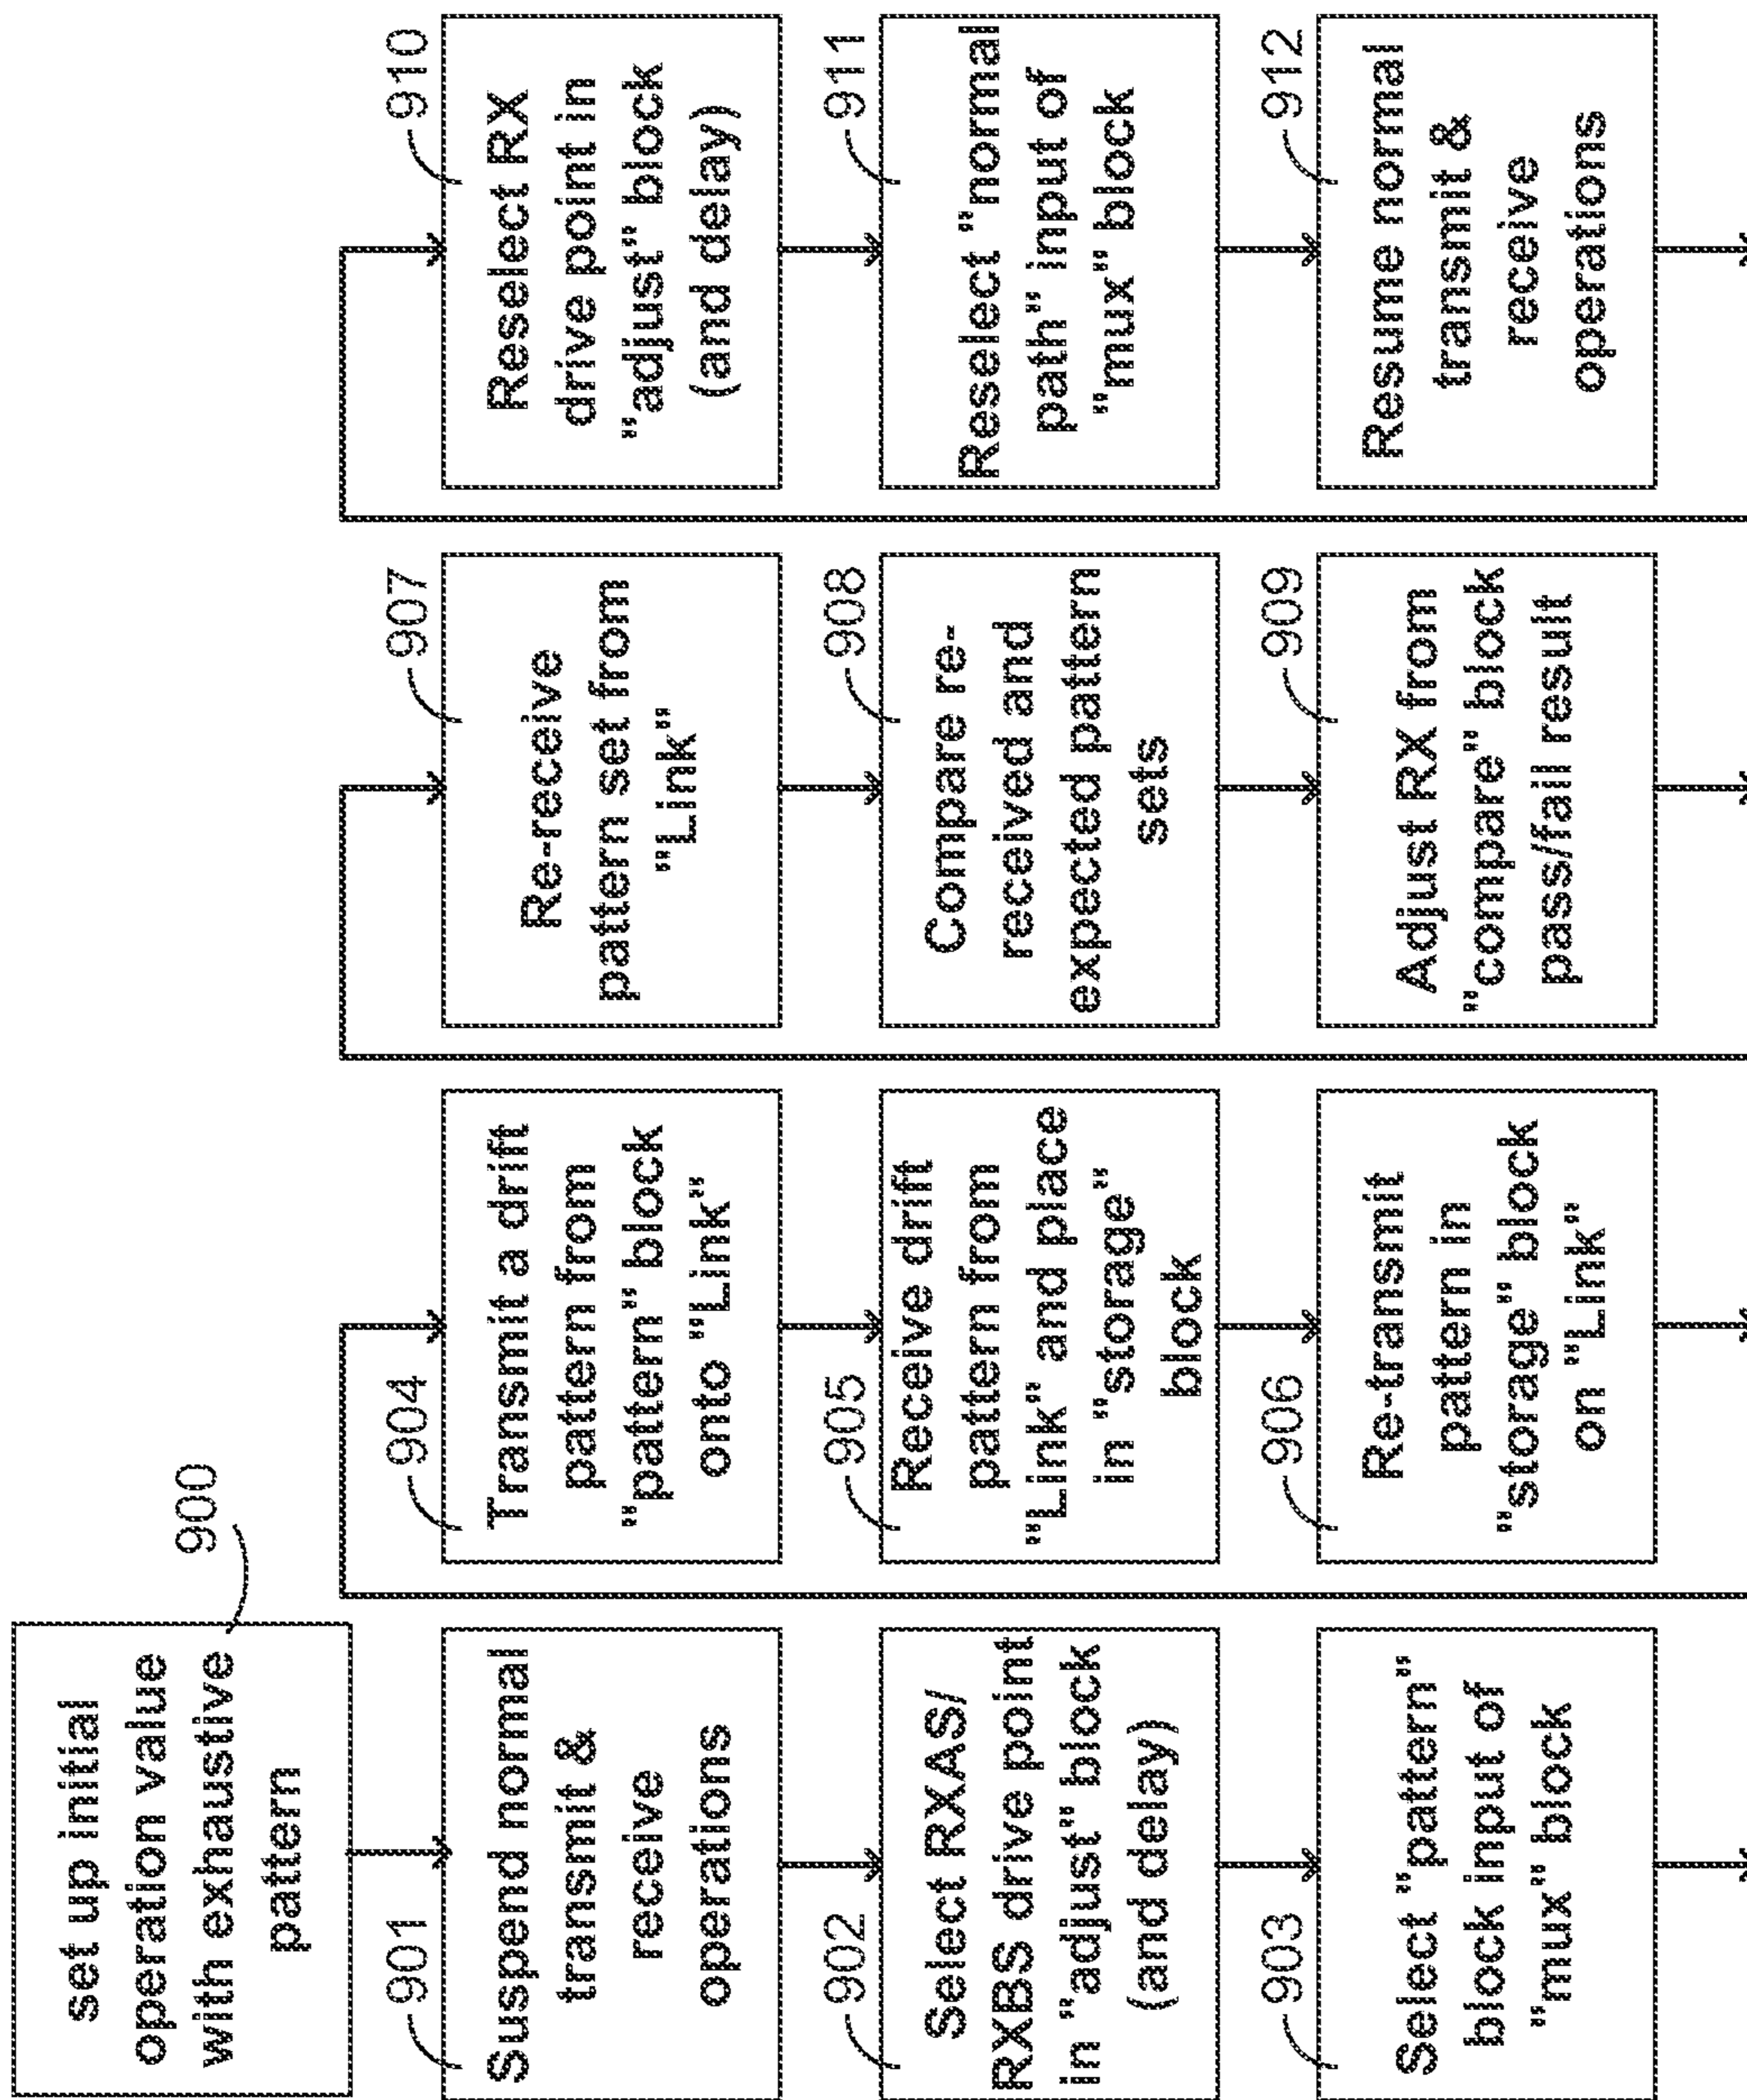 set up initial
operation value
with exhaustive
pattern
900
901
Suspend normal
transmit &
receive
operations
902
Select RXAS/
RXBS drive point
in "adjust" block
(and delay)
903
Select "pattern"
block input of
"mux" block
904
Transmit a drift
pattern from
"pattern" block
onto "Link"
905
Receive drift
pattern from
"Link" and place
in "storage"
block
906
Re-transmit
pattern in
"storage" block
on "Link"
907
Re-receive
pattern set from
"Link"
908
Compare re-
received and
expected pattern
sets
909
Adjust RX from
"compare" block
pass/fail result
910
Reselect RX
drive point in
"adjust" block
(and delay)
911
Reselect "normal
path" input of
"mux" block
912
Resume normal
transmit &
receive
operations